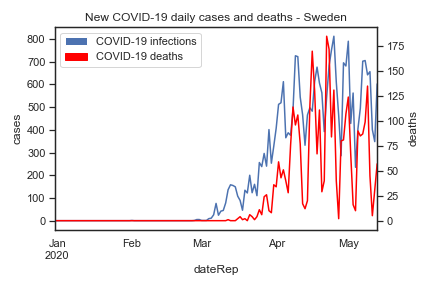 New COVID-19 daily cases and deaths - Sweden
COVID-19 infections
COVID-19 deaths
cases
800
700
600
500
400
300
200
100
0
deaths
175
150
125
100
75
50
25
0
Jan Feb Mar Apr May
2020
dateRep